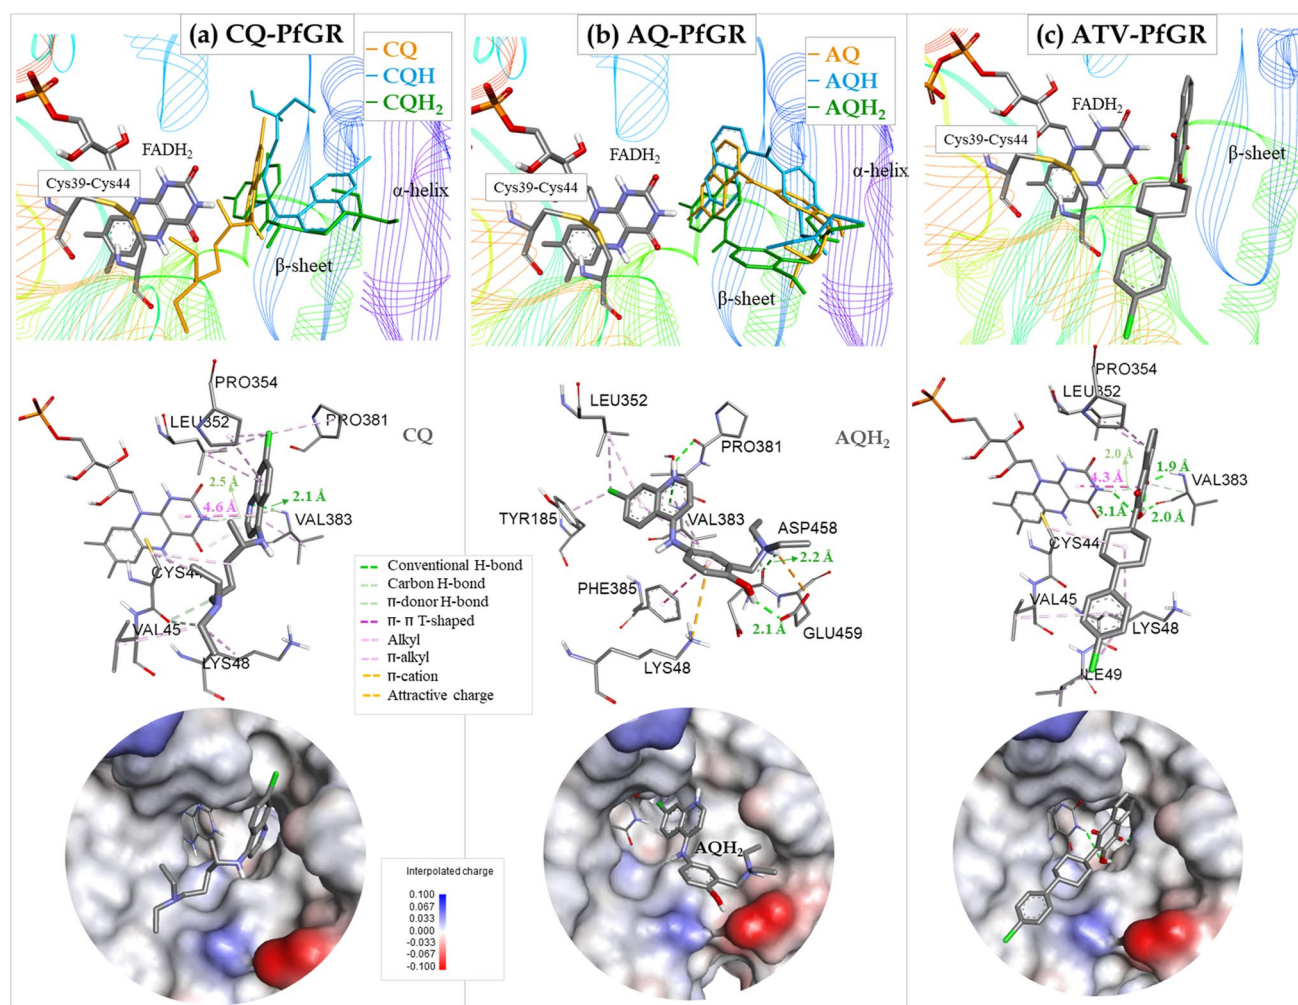 (a) CQ-PfGR
CQ
CQH
CQH₂
FADH₂
Cys39-Cys44
α-helix
β-sheet
(b) AQ-PfGR
AQ
AQH
AQH₂
FADH₂
Cys39-Cys44
α-helix
β-sheet
(c) ATV-PfGR
FADH₂
Cys39-Cys44
β-sheet
PRO354
LEU352
PRO381
CQ
2.5 Å
2.1 Å
4.6 Å
VAL383
CYS44
VAL45
LYS48
Conventional H-bond
Carbon H-bond
π-donor H-bond
π- π T-shaped
Alkyl
π-alkyl
π-cation
Attractive charge
LEU352
AQH₂
PRO381
TYR185
VAL383
ASP458
2.2 Å
PHE385
GLU459
2.1 Å
LYS48
PRO354
LEU352
2.0 Å
1.9 Å
4.3 Å
VAL383
3.1Å
2.0 Å
CYS44
VAL45
LYS48
ILE49
Interpolated charge
0.100
0.067
0.033
0.000
-0.033
-0.067
-0.100
AQH₂